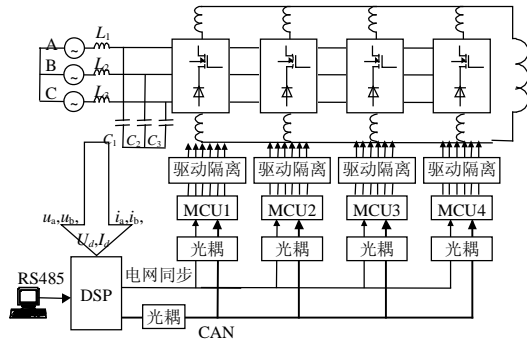 A
L1
B
L2
C
L3
C1
C2
C3
驱动隔离
驱动隔离
驱动隔离
驱动隔离
MCU1
MCU2
MCU3
MCU4
ua,ub,
ia,ib,
Ud,Id
光耦
光耦
光耦
光耦
电网同步
RS485
DSP
光耦
CAN